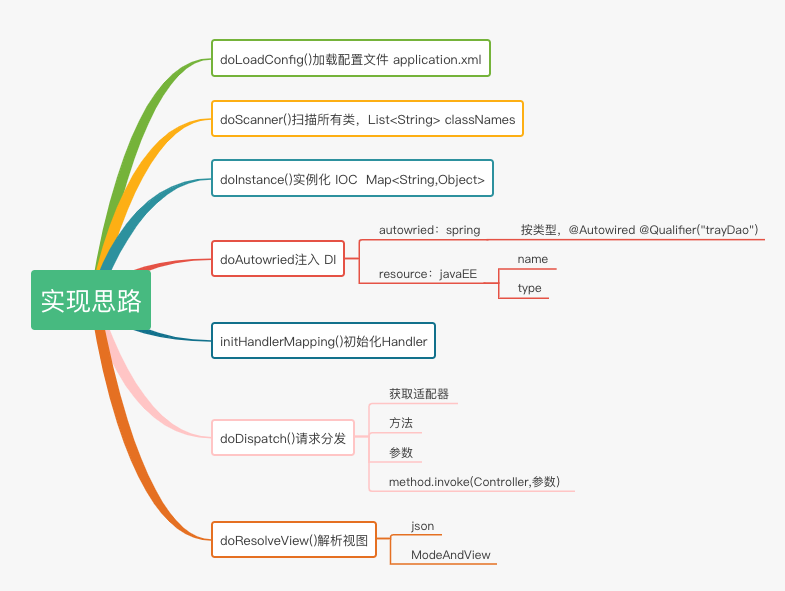 实现思路
doLoadConfig()加载配置文件 application.xml
doScanner()扫描所有类，List<String> classNames
doInstance()实例化 IOC  Map<String,Object>
doAutowried注入 DI
autowried：spring
按类型，@Autowired @Qualifier("trayDao")
resource：javaEE
name
type
initHandlerMapping()初始化Handler
doDispatch()请求分发
获取适配器
方法
参数
method.invoke(Controller,参数)
doResolveView()解析视图
json
ModeAndView